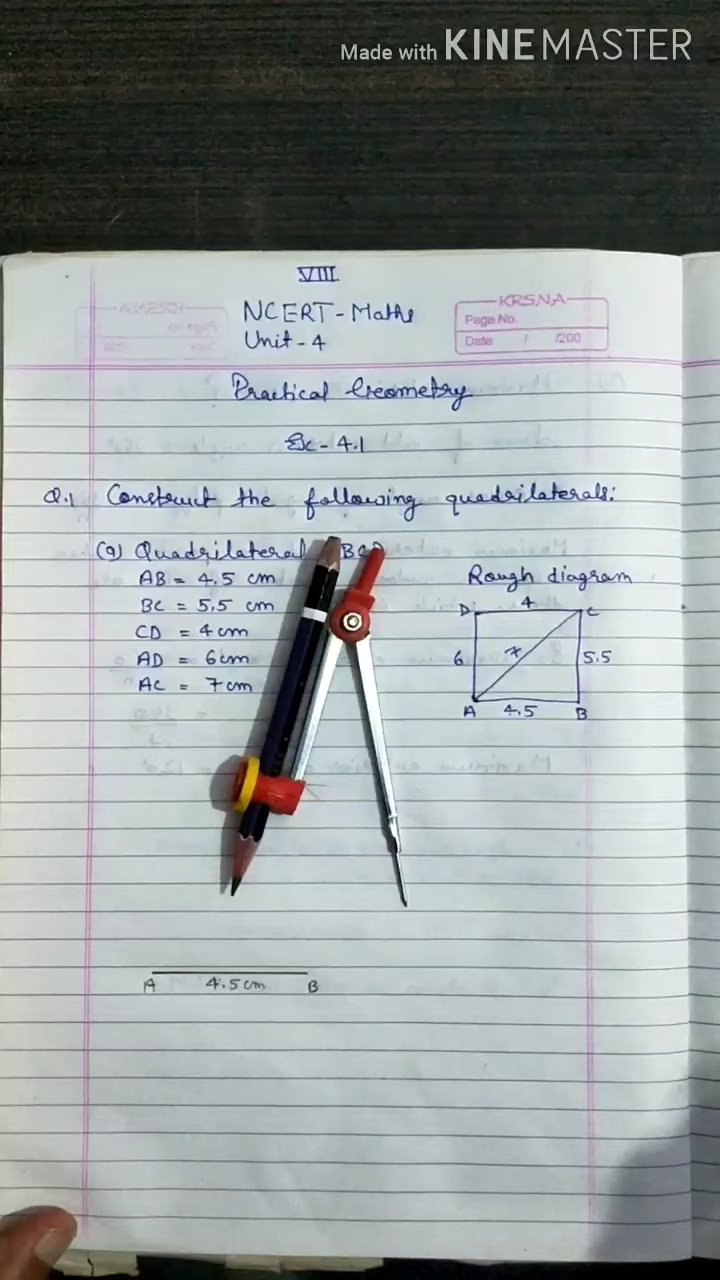 Made with KINEMASTER
VIII
NCERT - Maths
Unit - 4
KRSNA
Page No.
Date / /200
Practical Geometry
Ex - 4.1
Q.1 Construct the following quadrilaterals:
(a) Quadrilateral BCD
AB = 4.5 cm
BC = 5.5 cm
CD = 4 cm
AD = 6 cm
AC = 7 cm
Rough diagram
D 4 C
6 7 5.5
A 4.5 B
A 4.5 cm B